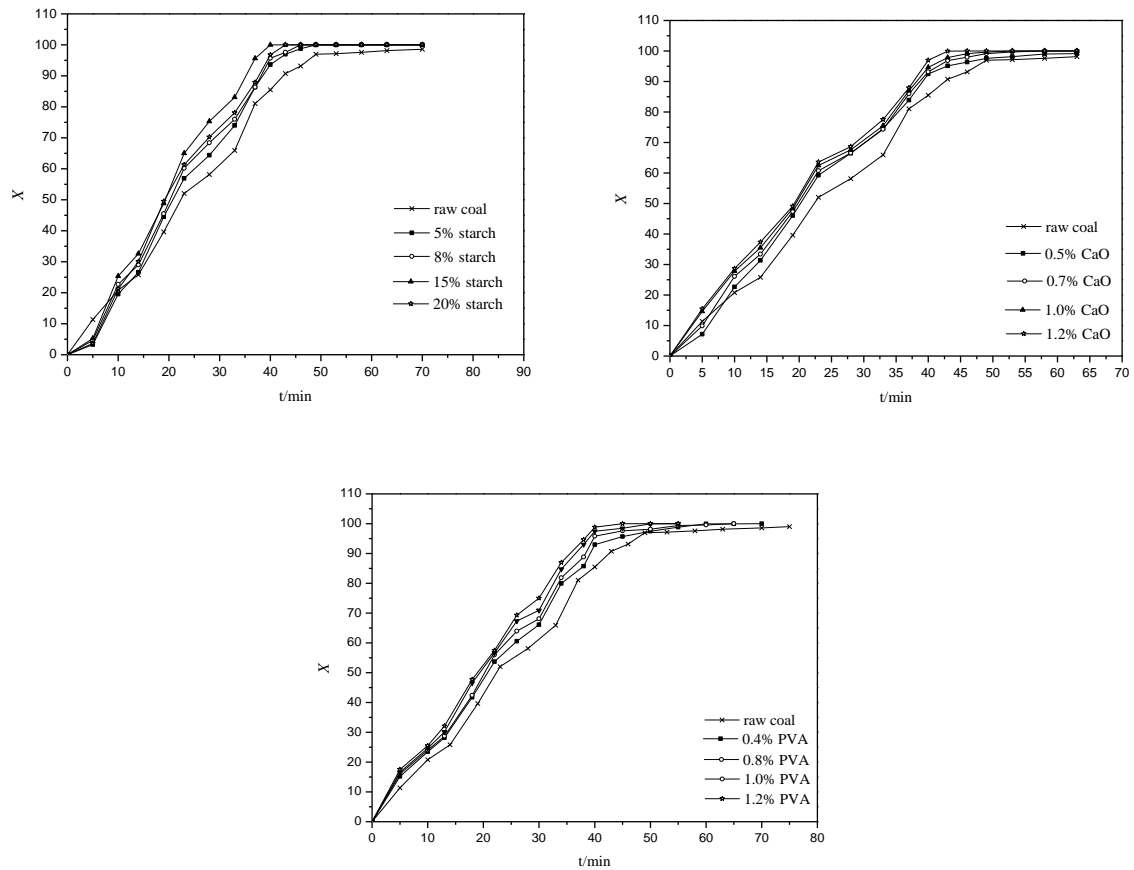 110
100
90
80
70
60
50
40
30
20
10
0
X
raw coal
5% starch
8% starch
15% starch
20% starch
0 10 20 30 40 50 60 70 80 90
t/min
110
100
90
80
70
60
50
40
30
20
10
0
X
raw coal
0.5% CaO
0.7% CaO
1.0% CaO
1.2% CaO
0 5 10 15 20 25 30 35 40 45 50 55 60 65 70
t/min
110
100
90
80
70
60
50
40
30
20
10
0
X
raw coal
0.4% PVA
0.8% PVA
1.0% PVA
1.2% PVA
0 10 20 30 40 50 60 70 80
t/min